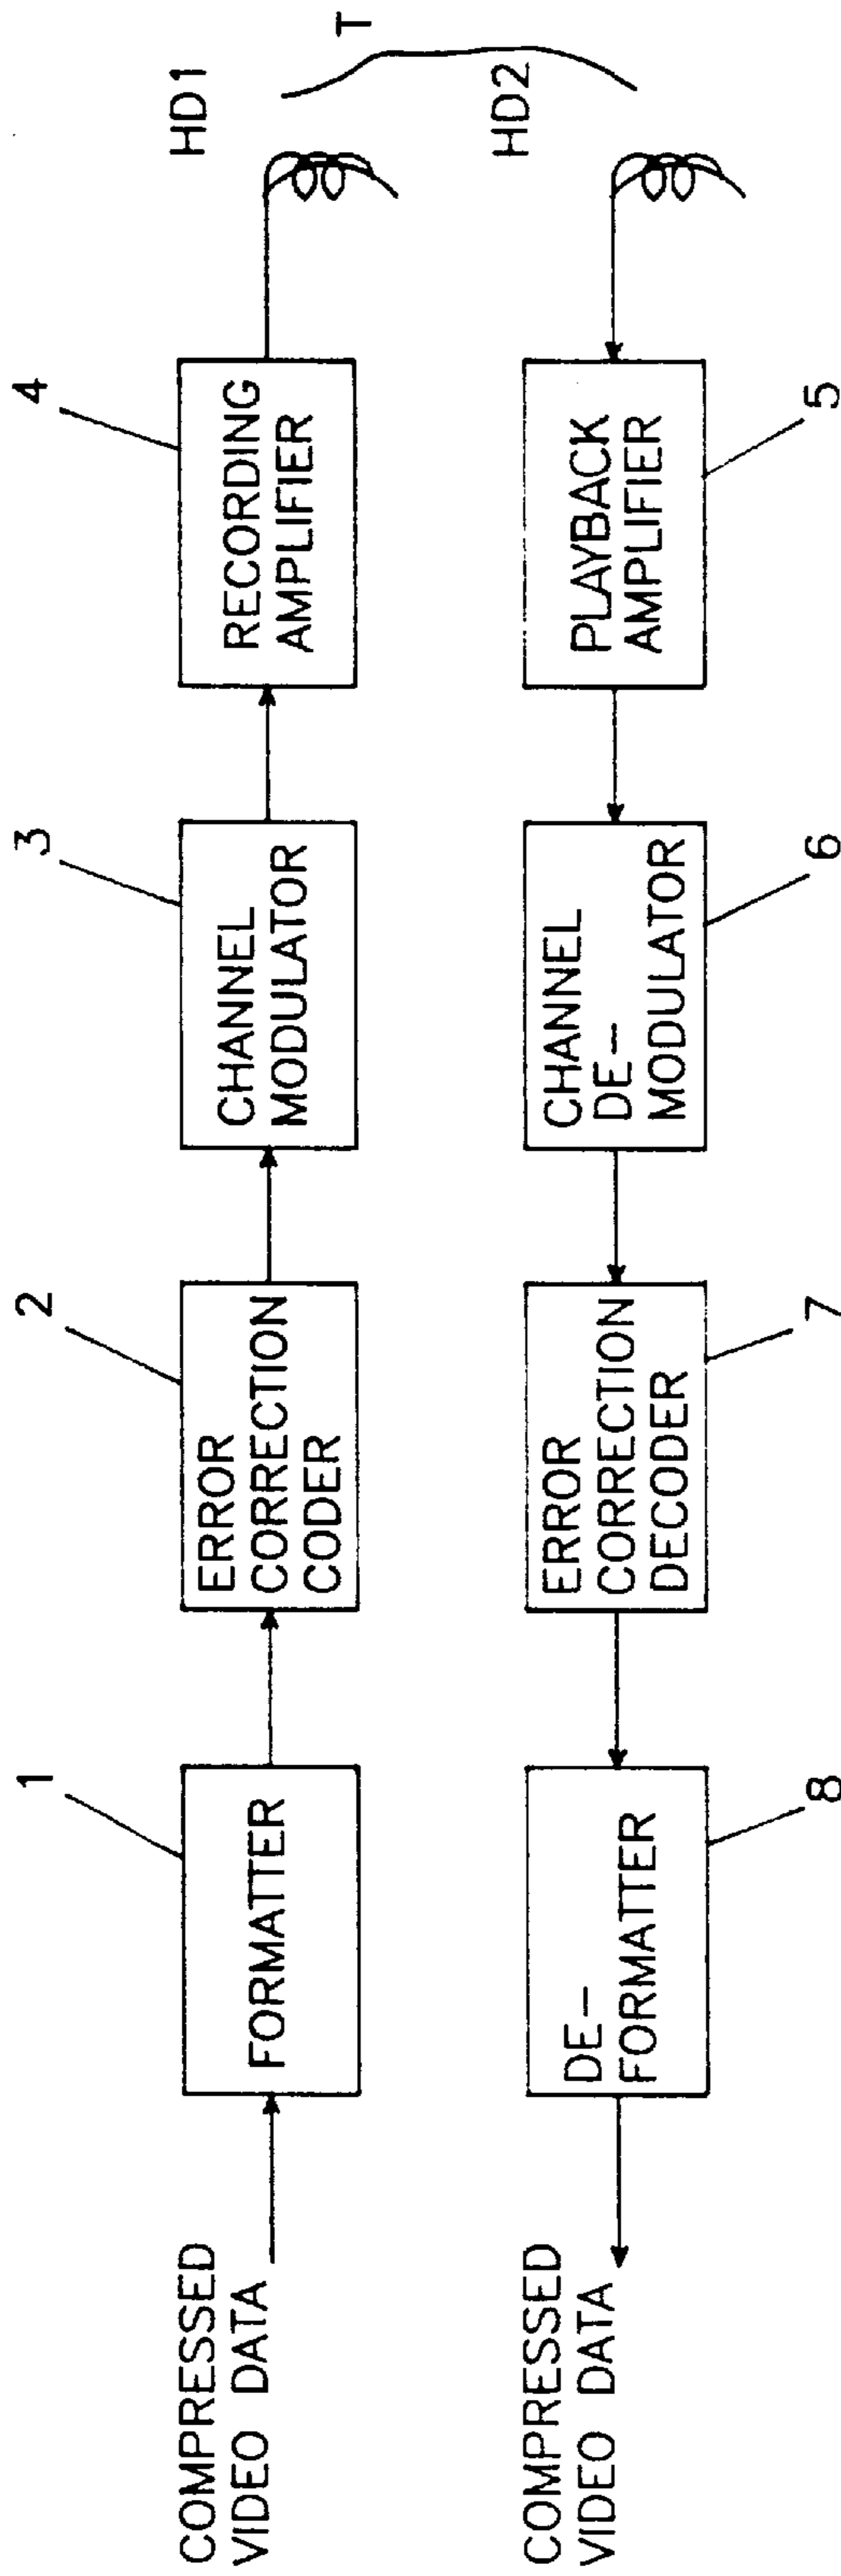 1
2
3
4
COMPRESSED
VIDEO DATA
FORMATTER
ERROR
CORRECTION
CODER
CHANNEL
MODULATOR
RECORDING
AMPLIFIER
HD1
T
HD2
COMPRESSED
VIDEO DATA
DE-
FORMATTER
ERROR
CORRECTION
DECODER
CHANNEL
DE-
MODULATOR
PLAYBACK
AMPLIFIER
8
7
6
5